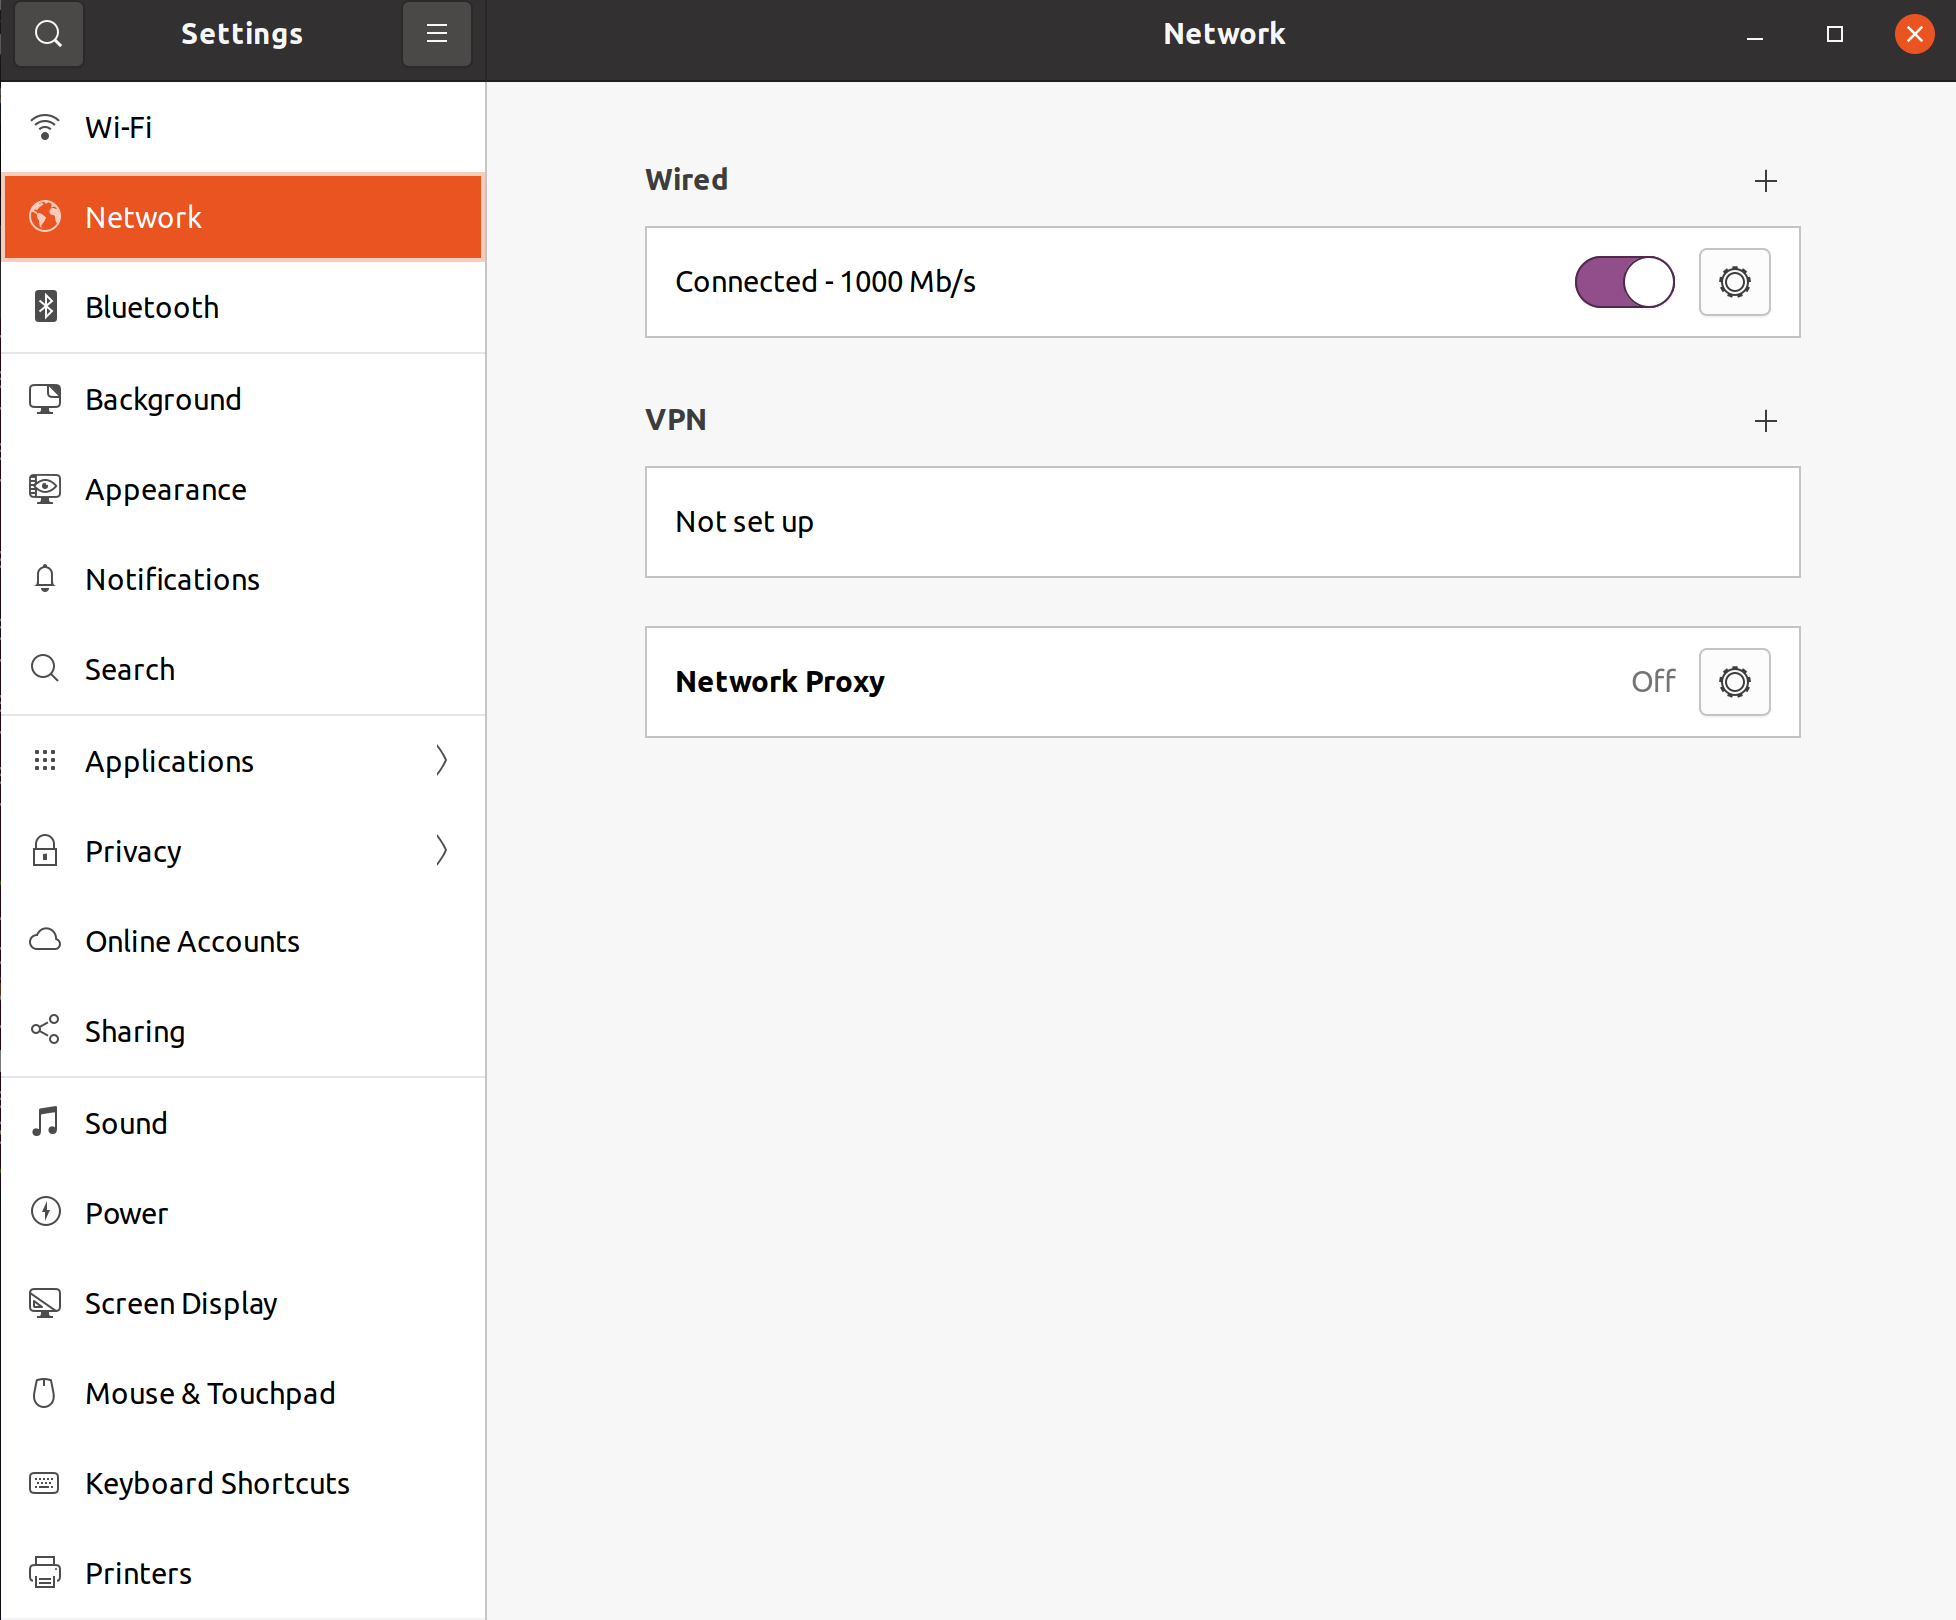 Settings
Network
Wi-Fi
Network
Bluetooth
Background
Appearance
Notifications
Search
Applications
Privacy
Online Accounts
Sharing
Sound
Power
Screen Display
Mouse & Touchpad
Keyboard Shortcuts
Printers
Wired
Connected - 1000 Mb/s
VPN
Not set up
Network Proxy Off